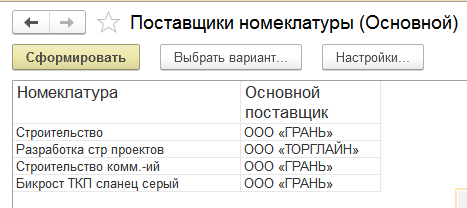 Поставщики номеклатуры (Основной)
Сформировать Выбрать вариант... Настройки...
Номеклатура Основной
поставщик
Строительство ООО «ГРАНЬ»
Разработка стр проектов ООО «ТОРГЛАЙН»
Строительство комм.-ий ООО «ГРАНЬ»
Бикрост ТКП сланец серый ООО «ГРАНЬ»